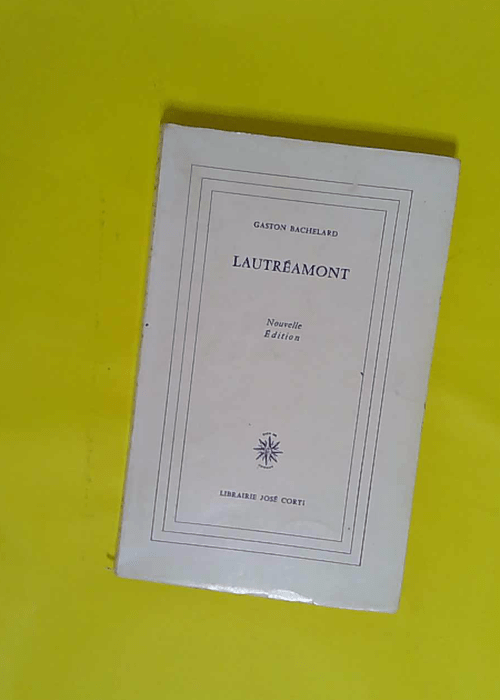 GASTON BACHELARD
LAUTRÉAMONT
Nouvelle
Édition
LIBRAIRIE JOSÉ CORTI